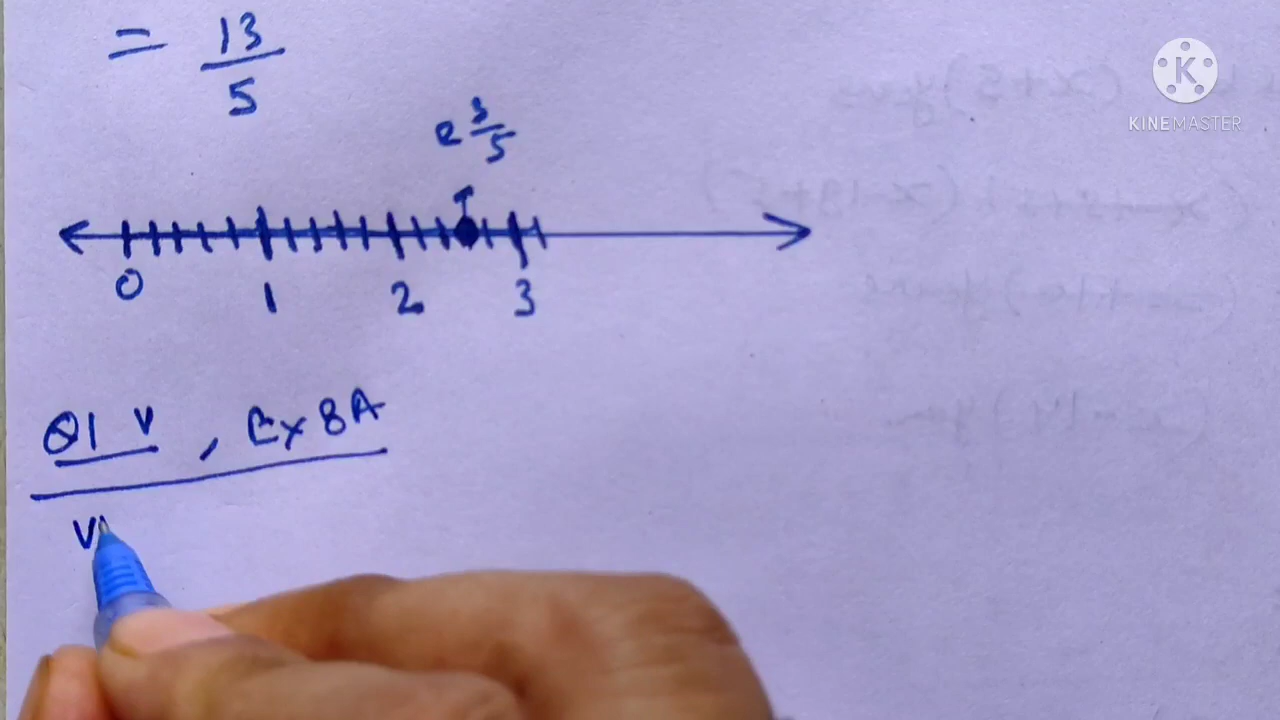 = 13/5
2 3/5
0 1 2 3
Q1 V, Ex 8A
V
KINEMASTER